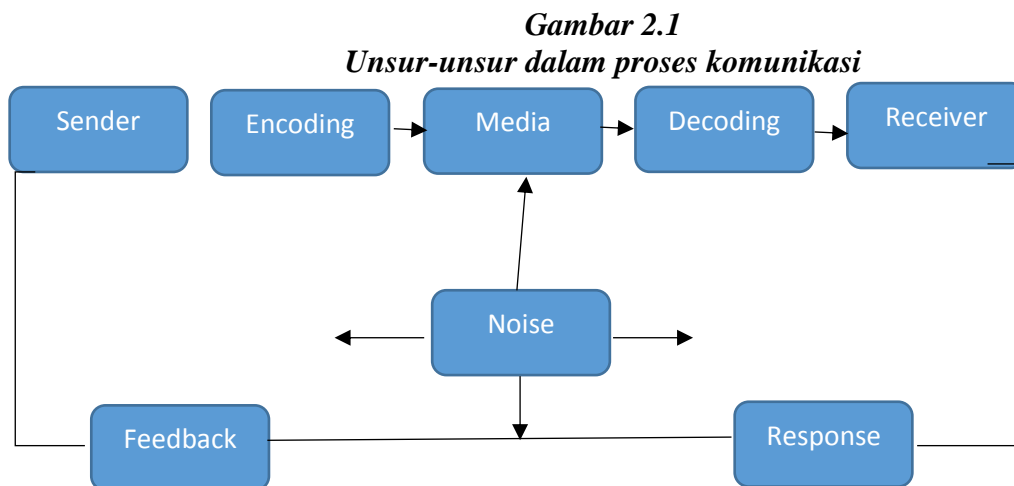 Gambar 2.1
Unsur-unsur dalam proses komunikasi
Sender
Encoding
Media
Decoding
Receiver
Noise
Feedback
Response